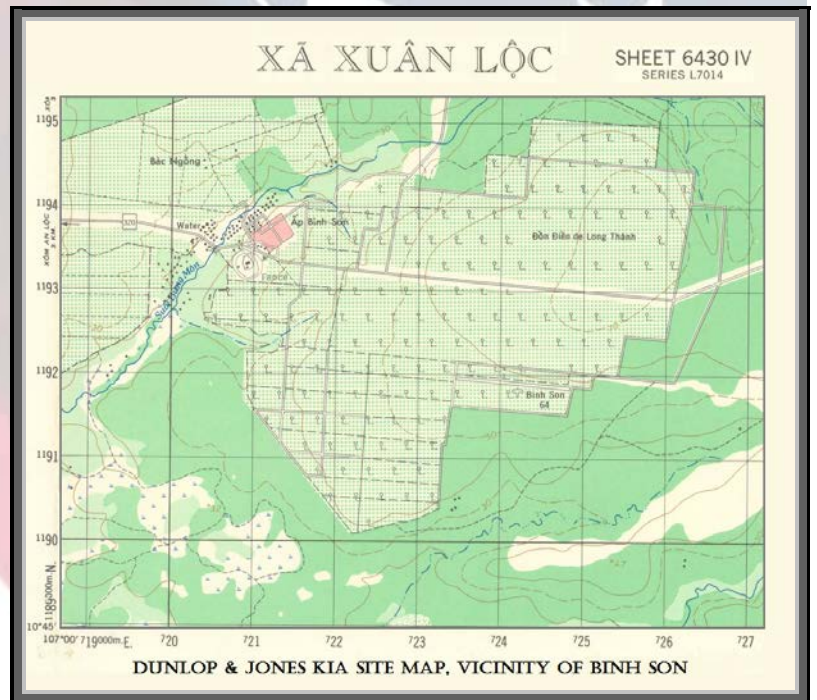 XÃ XUÂN LỘC
SHEET 6430 IV
SERIES L7014
1195
Bác Ngồng
1194
Water
Ấp Bình Sơn
Đồn Điền de Long Thành
1193
1192
Binh Son
64
1191
1190
10°45'
107°00'
719000m.E.
720
721
722
723
724
725
726
727
DUNLOP & JONES KIA SITE MAP, VICINITY OF BINH SON